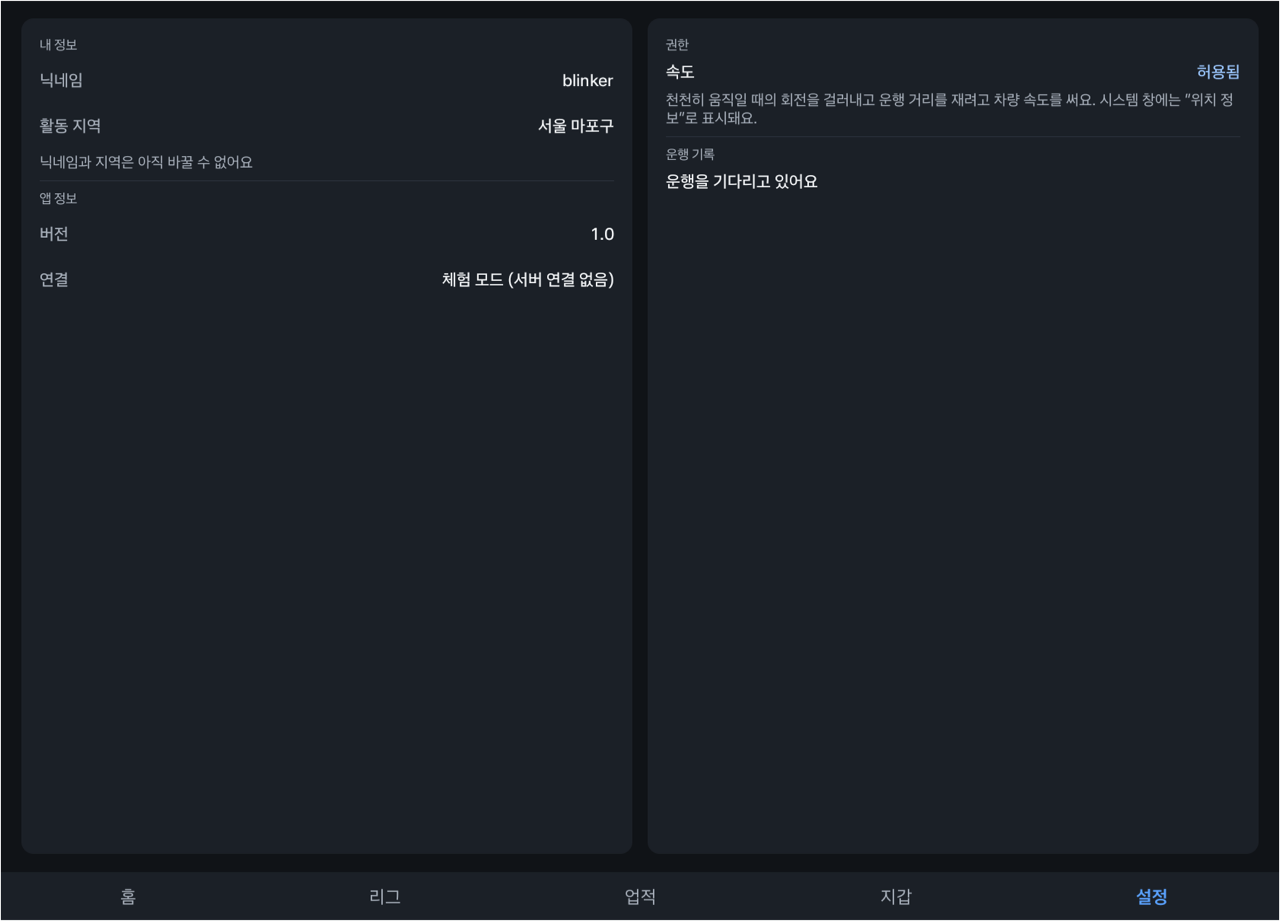 내 정보
닉네임 blinker
활동 지역 서울 마포구
닉네임과 지역은 아직 바꿀 수 없어요
앱 정보
버전 1.0
연결 체험 모드 (서버 연결 없음)
권한
속도 허용됨
천천히 움직일 때의 회전을 걸러내고 운행 거리를 재려고 차량 속도를 써요. 시스템 창에는 "위치 정
보"로 표시돼요.
운행 기록
운행을 기다리고 있어요
홈 리그 업적 지갑 설정